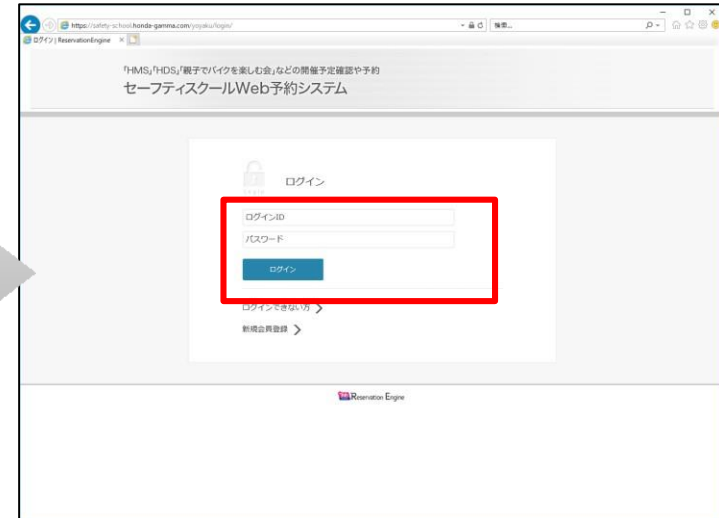 https://safety-school.honde-gamma.com/yoyaku/login/
検索...
ログイン | ReservationEngine
「HMS」「HDS」「親子でバイクを楽しむ会」などの開催予定確認や予約
セーフティスクールWeb予約システム
Login
ログイン
ログインID
パスワード
ログイン
ログインできない方
新規会員登録
Reservation Engine